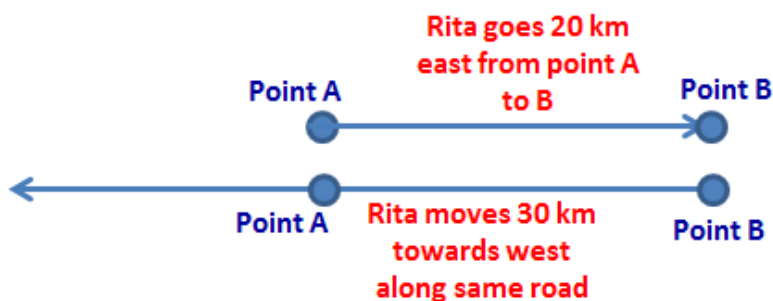 Rita goes 20 km
east from point A
to B
Point A
Point B
Point A
Rita moves 30 km
towards west
along same road
Point B